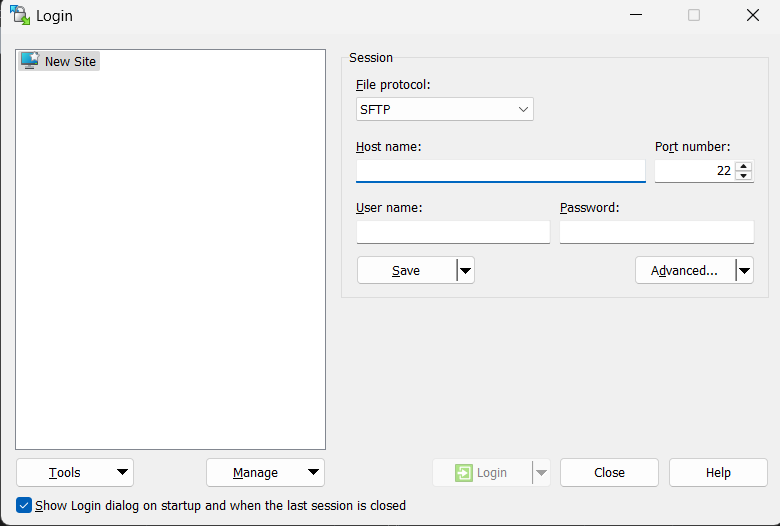 Login
New Site
Session
File protocol:
SFTP
Host name:
Port number:
22
User name:
Password:
Save
Advanced...
Tools
Manage
Login
Close
Help
Show Login dialog on startup and when the last session is closed